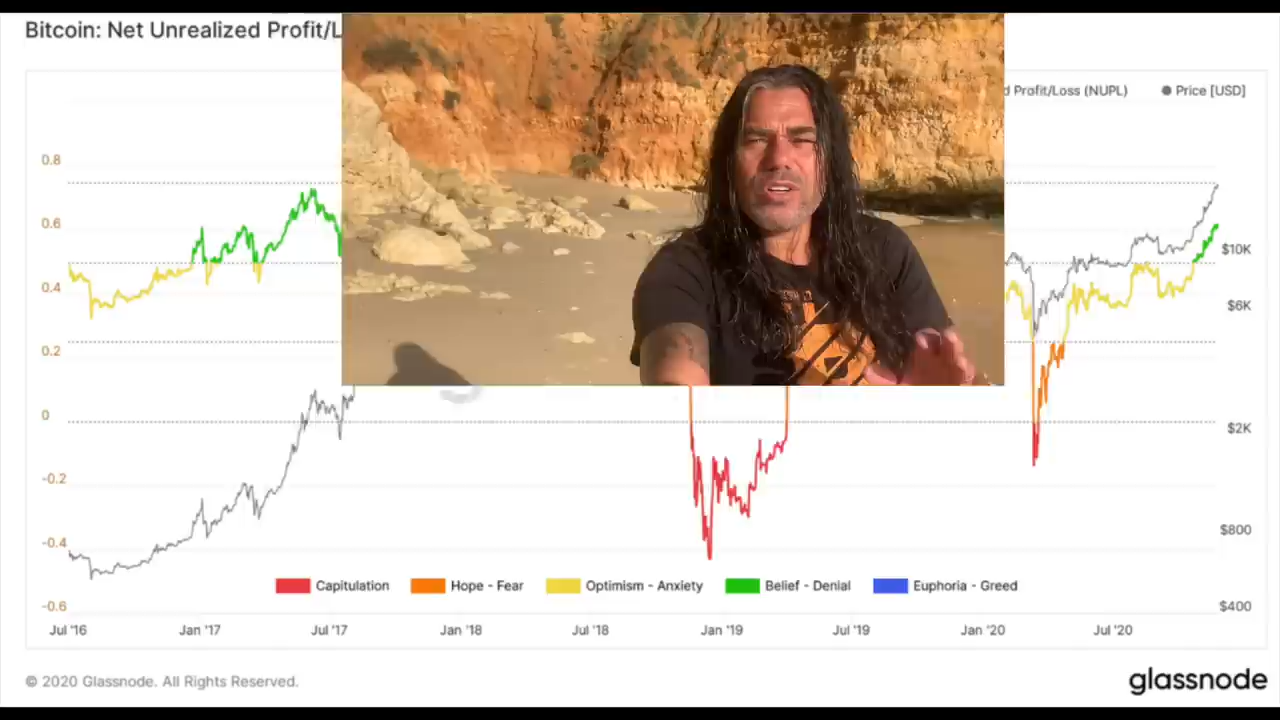 Bitcoin: Net Unrealized Profit/L
d Profit/Loss (NUPL) Price [USD]
0.8
0.6
0.4
0.2
0
-0.2
-0.4
-0.6
$10K
$6K
$2K
$800
$400
Capitulation Hope - Fear Optimism - Anxiety Belief - Denial Euphoria - Greed
Jul '16 Jan '17 Jul '17 Jan '18 Jul '18 Jan '19 Jul '19 Jan '20 Jul '20
© 2020 Glassnode. All Rights Reserved.
glassnode